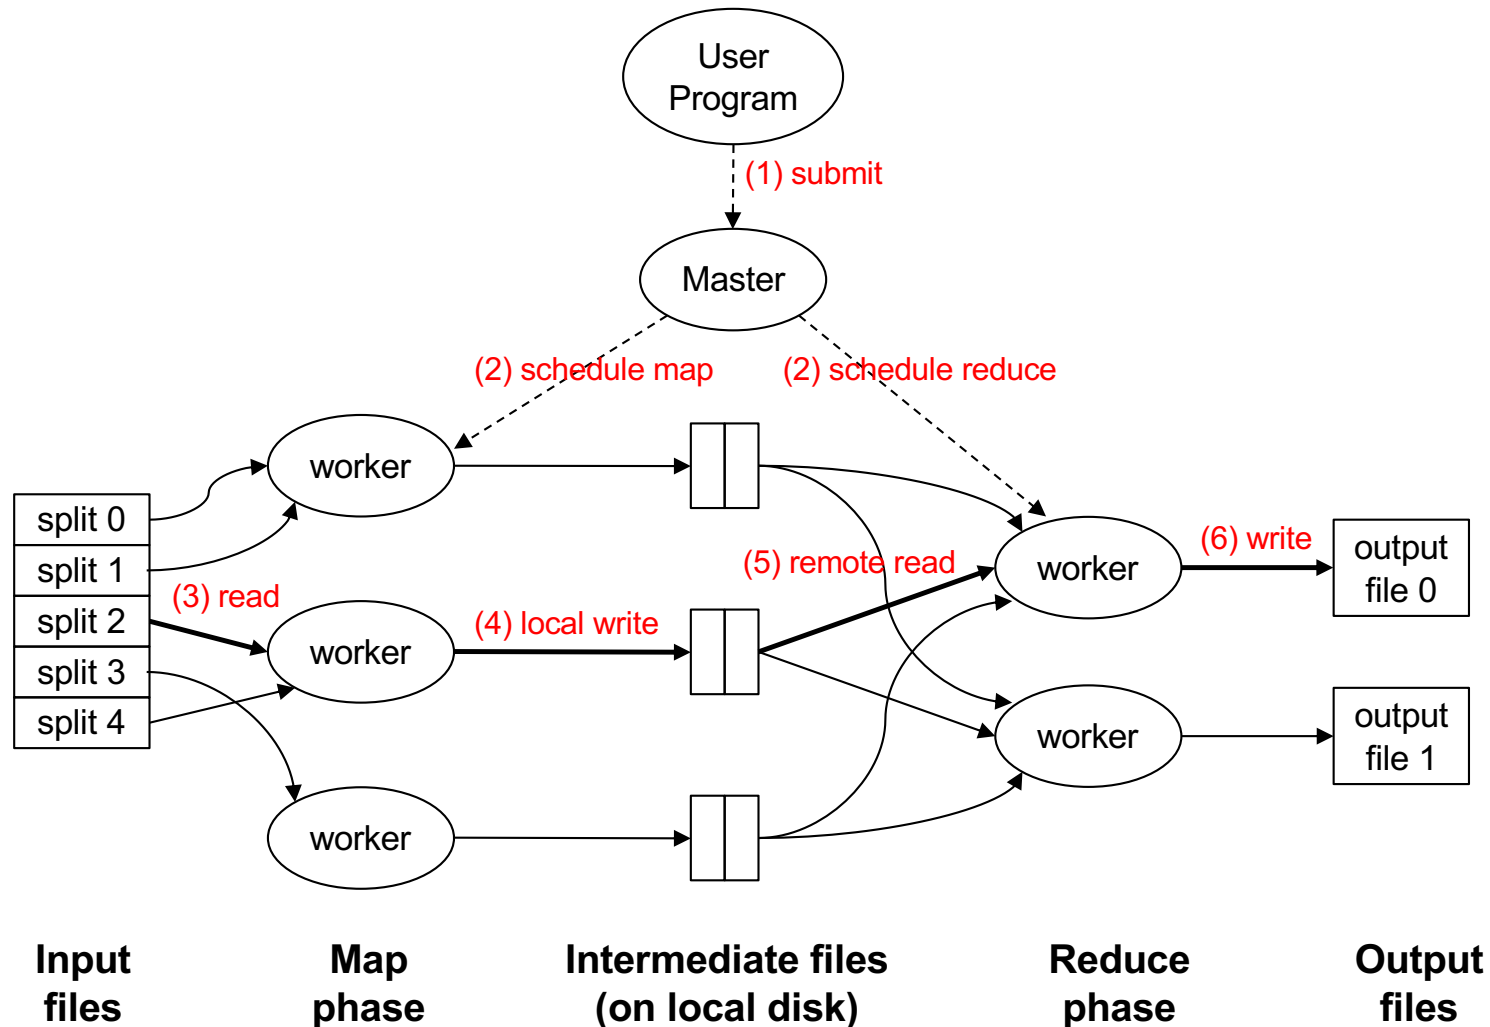 User
Program
(1) submit
Master
(2) schedule map
(2) schedule reduce
worker
split 0
split 1
split 2
split 3
split 4
(3) read
worker
(4) local write
worker
(5) remote read
worker
(6) write
output
file 0
worker
output
file 1
Input
files
Map
phase
Intermediate files
(on local disk)
Reduce
phase
Output
files